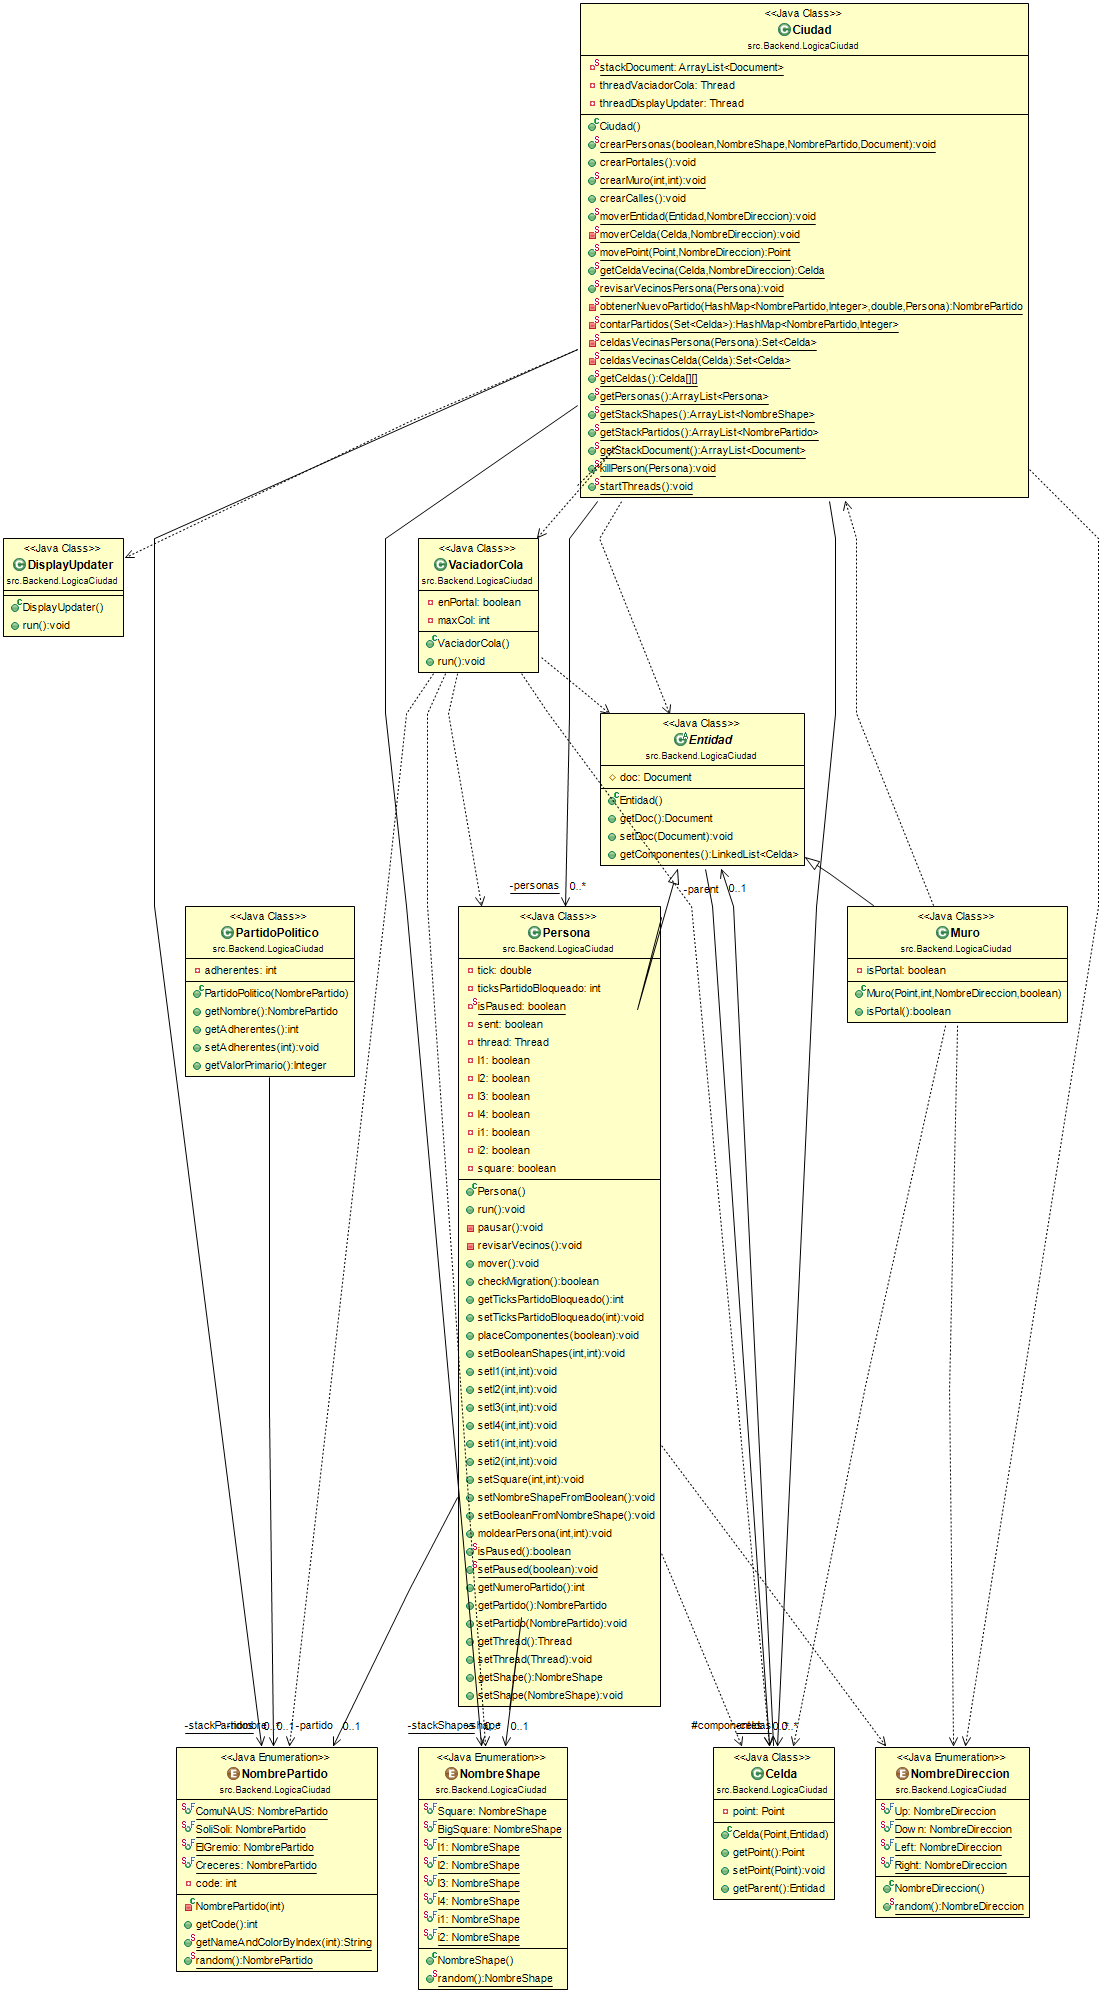 <<Java Class>>
Ciudad
src.Backend.LogicaCiudad
stackDocument: ArrayList<Document>
threadVaciadorCola: Thread
threadDisplayUpdater: Thread
Ciudad()
crearPersonas(boolean,NombreShape,NombrePartido,Document):void
crearPortales():void
crearMuro(int,int):void
crearCalles():void
moverEntidad(Entidad,NombreDireccion):void
moverCelda(Celda,NombreDireccion):void
movePoint(Point,NombreDireccion):Point
getCeldaVecina(Celda,NombreDireccion):Celda
revisarVecinosPersona(Persona):void
obtenerNuevoPartido(HashMap<NombrePartido,Integer>,double,Persona):NombrePartido
contarPartidos(Set<Celda>):HashMap<NombrePartido,Integer>
celdasVecinasPersona(Persona):Set<Celda>
celdasVecinasCelda(Celda):Set<Celda>
getCeldas():Celda[][]
getPersonas():ArrayList<Persona>
getStackShapes():ArrayList<NombreShape>
getStackPartidos():ArrayList<NombrePartido>
getStackDocument():ArrayList<Document>
killPerson(Persona):void
startThreads():void
<<Java Class>>
DisplayUpdater
src.Backend.LogicaCiudad
DisplayUpdater()
run():void
<<Java Class>>
VaciadorCola
src.Backend.LogicaCiudad
enPortal: boolean
maxCol: int
VaciadorCola()
run():void
<<Java Class>>
Entidad
src.Backend.LogicaCiudad
doc: Document
Entidad()
getDoc():Document
setDoc(Document):void
getComponentes():LinkedList<Celda>
-personas 0..*
-parent 0..1
<<Java Class>>
PartidoPolitico
src.Backend.LogicaCiudad
adherentes: int
PartidoPolitico(NombrePartido)
getNombre():NombrePartido
getAdherentes():int
setAdherentes(int):void
getValorPrimario():Integer
<<Java Class>>
Persona
src.Backend.LogicaCiudad
tick: double
ticksPartidoBloqueado: int
isPaused: boolean
sent: boolean
thread: Thread
l1: boolean
l2: boolean
l3: boolean
l4: boolean
i1: boolean
i2: boolean
square: boolean
Persona()
run():void
pausar():void
revisarVecinos():void
mover():void
checkMigration():boolean
getTicksPartidoBloqueado():int
setTicksPartidoBloqueado(int):void
placeComponentes(boolean):void
setBooleanShapes(int,int):void
setl1(int,int):void
setl2(int,int):void
setl3(int,int):void
setl4(int,int):void
seti1(int,int):void
seti2(int,int):void
setSquare(int,int):void
setNombreShapeFromBoolean():void
setBooleanFromNombreShape():void
moldearPersona(int,int):void
isPaused():boolean
setPaused(boolean):void
getNumeroPartido():int
getPartido():NombrePartido
setPartido(NombrePartido):void
getThread():Thread
setThread(Thread):void
getShape():NombreShape
setShape(NombreShape):void
<<Java Class>>
Muro
src.Backend.LogicaCiudad
isPortal: boolean
Muro(Point,int,NombreDireccion,boolean)
isPortal():boolean
-partido 0..1
0..1
#componentes
<<Java Enumeration>>
NombrePartido
src.Backend.LogicaCiudad
ComuNAUS: NombrePartido
SoliSoli: NombrePartido
ElGremio: NombrePartido
Creceres: NombrePartido
code: int
NombrePartido(int)
getCode():int
getNameAndColorByIndex(int):String
random():NombrePartido
<<Java Enumeration>>
NombreShape
src.Backend.LogicaCiudad
Square: NombreShape
BigSquare: NombreShape
l1: NombreShape
l2: NombreShape
l3: NombreShape
l4: NombreShape
i1: NombreShape
i2: NombreShape
NombreShape()
random():NombreShape
<<Java Class>>
Celda
src.Backend.LogicaCiudad
point: Point
Celda(Point,Entidad)
getPoint():Point
setPoint(Point):void
getParent():Entidad
<<Java Enumeration>>
NombreDireccion
src.Backend.LogicaCiudad
Up: NombreDireccion
Down: NombreDireccion
Left: NombreDireccion
Right: NombreDireccion
NombreDireccion()
random():NombreDireccion